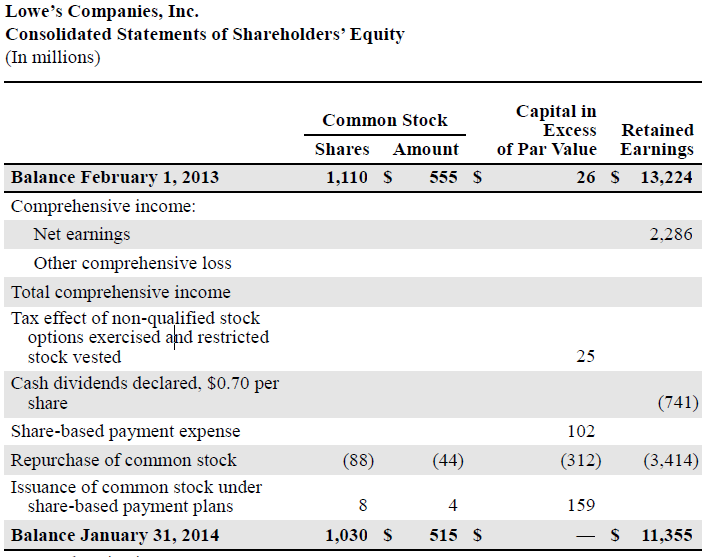 Lowe’s Companies, Inc.
Consolidated Statements of Shareholders’ Equity
(In millions)
Common Stock Capital in Excess of Par Value Retained Earnings
Shares Amount
Balance February 1, 2013 1,110 $ 555 $ 26 $ 13,224
Comprehensive income:
Net earnings 2,286
Other comprehensive loss
Total comprehensive income
Tax effect of non-qualified stock
options exercised and restricted
stock vested 25
Cash dividends declared, $0.70 per
share (741)
Share-based payment expense 102
Repurchase of common stock (88) (44) (312) (3,414)
Issuance of common stock under
share-based payment plans 8 4 159
Balance January 31, 2014 1,030 $ 515 $ — $ 11,355